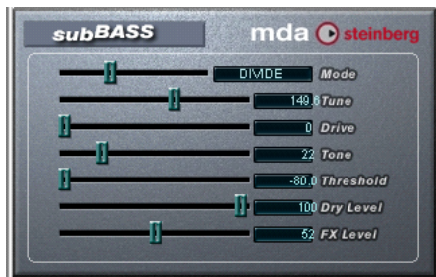 subBASS
mda steinberg
DIVIDE Mode
149,6 Tune
0 Drive
22 Tone
-80,0 Threshold
100 Dry Level
52 FX Level